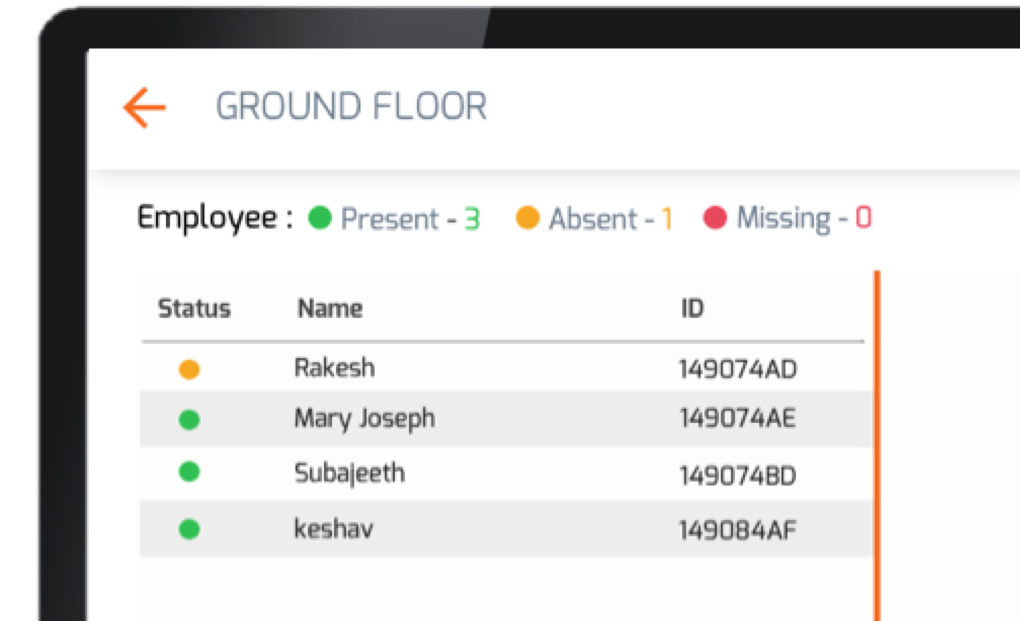 GROUND FLOOR
Employee : Present - 3 Absent - 1 Missing - 0
Status Name ID
Rakesh 149074AD
Mary Joseph 149074AE
Subajeeth 149074BD
keshav 149084AF